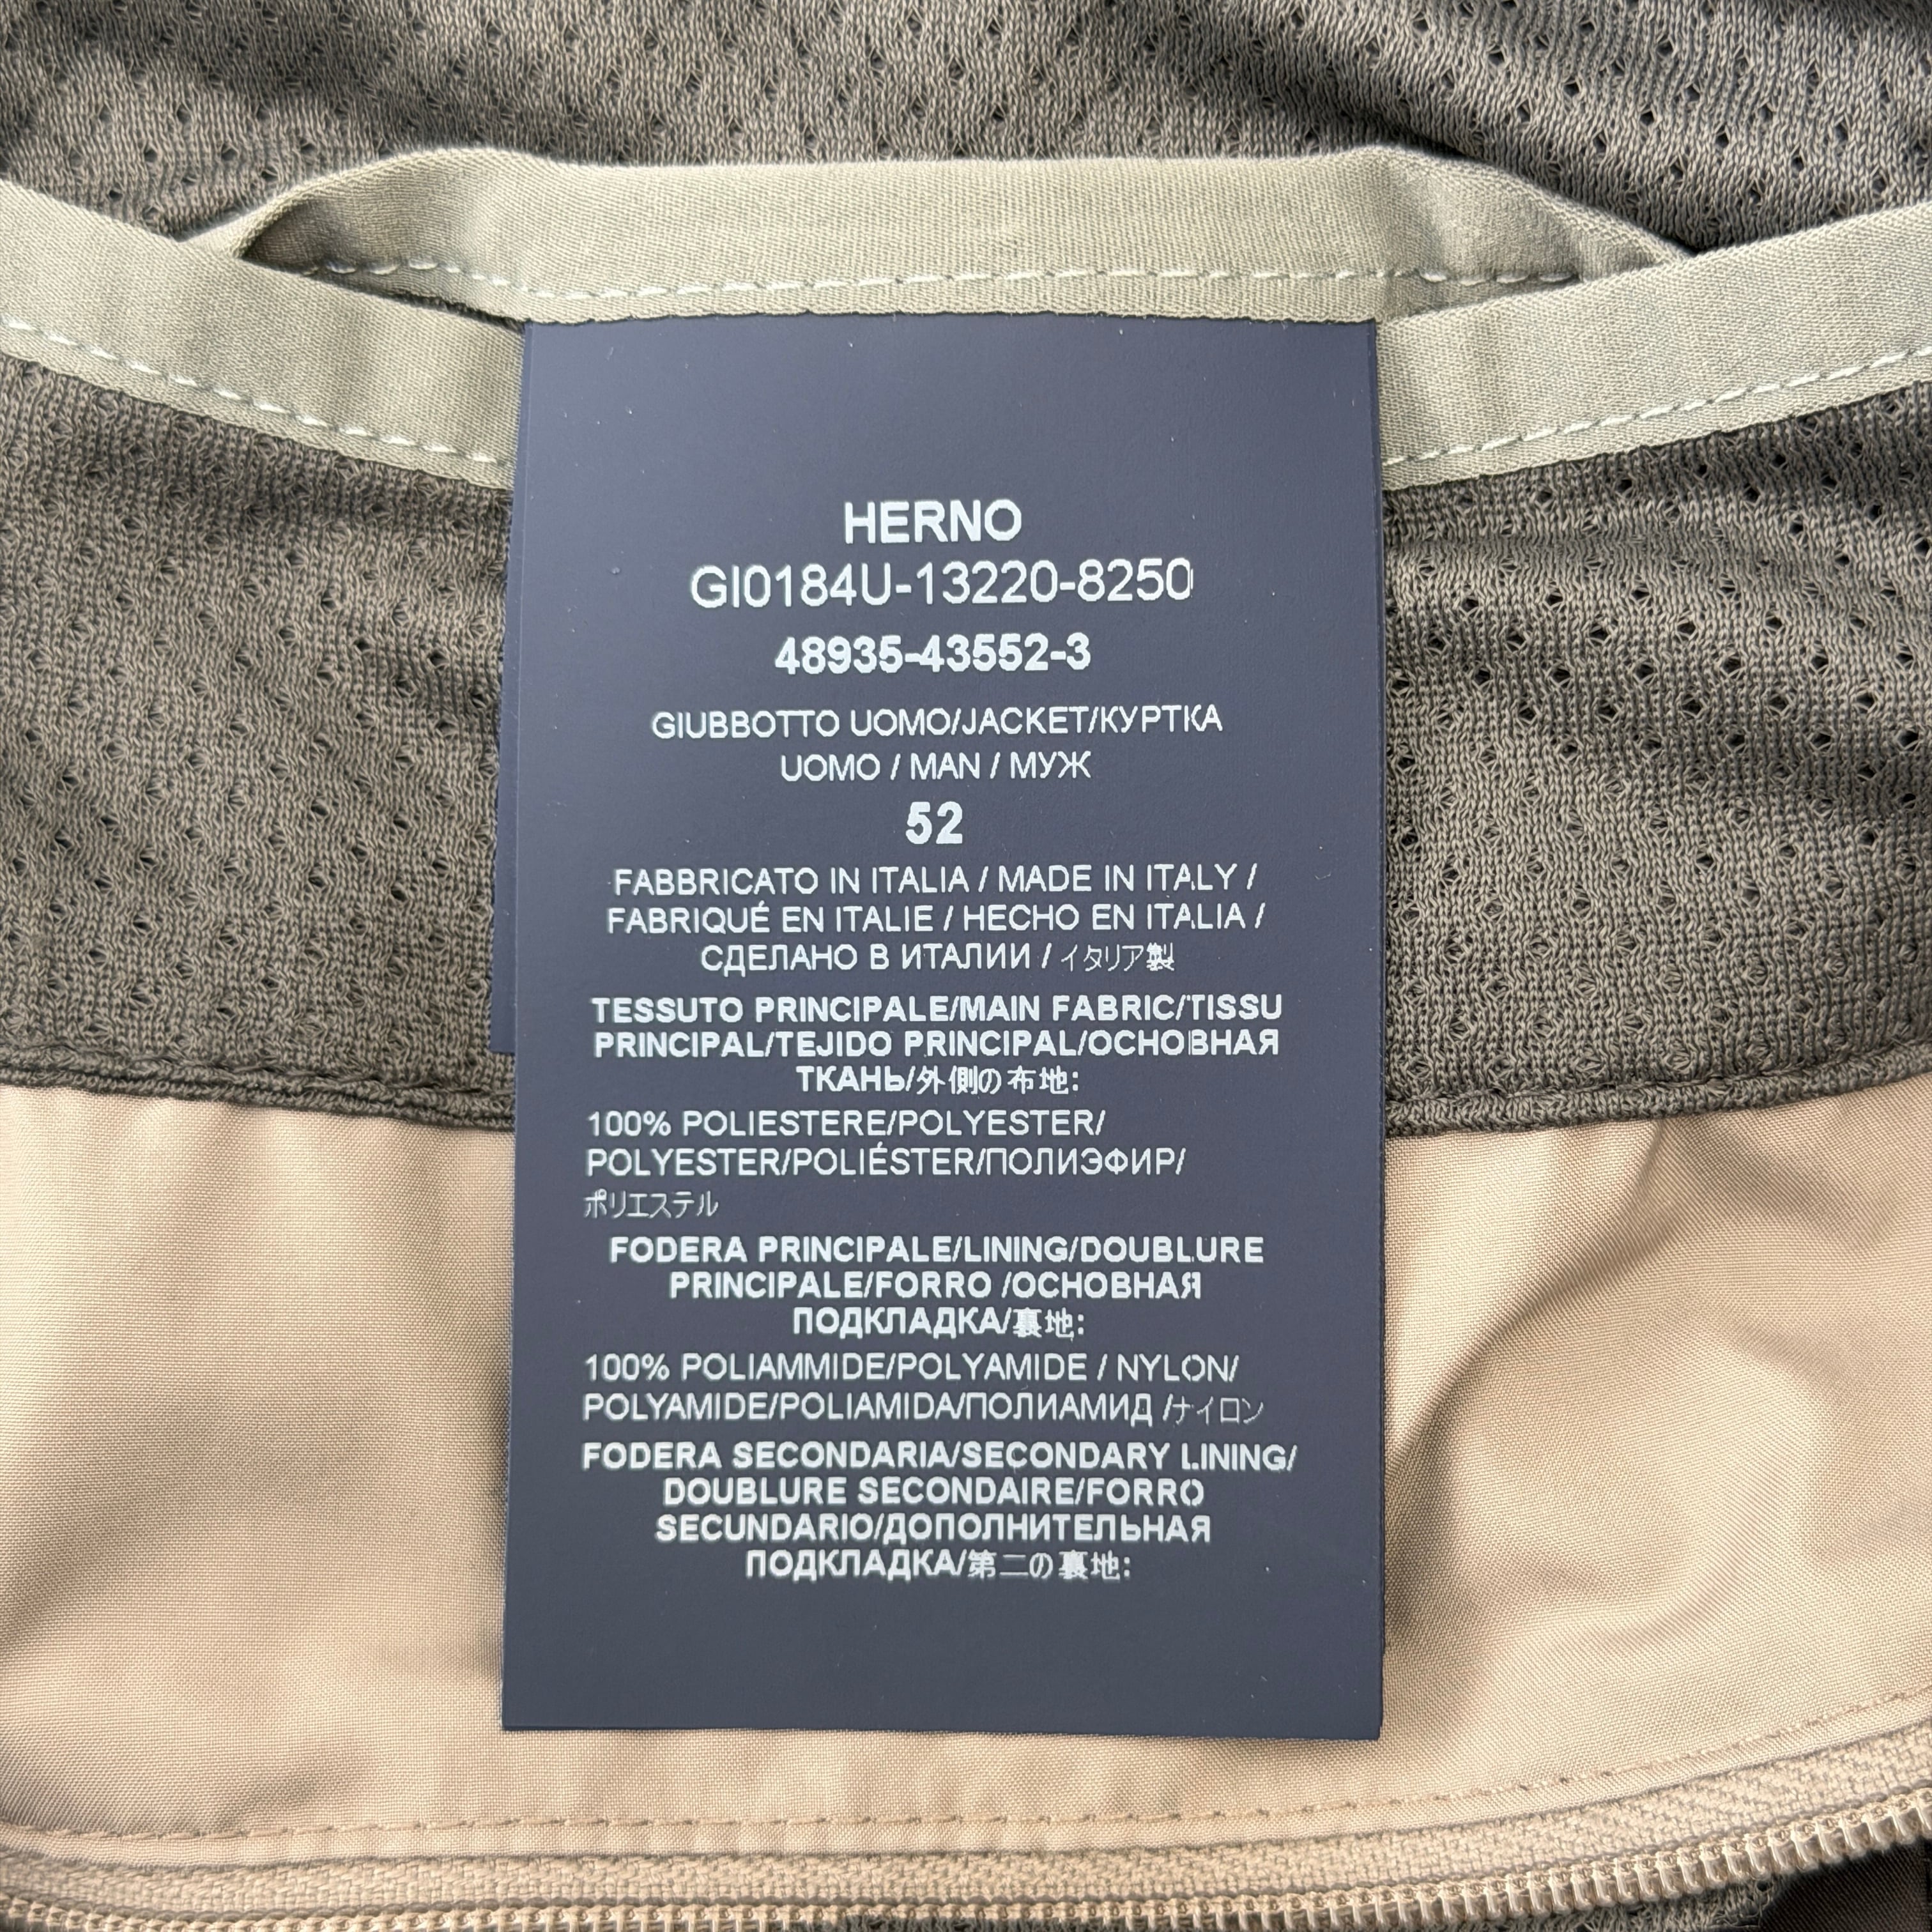 HERNO
GI0184U-13220-8250
48935-43552-3
GIUBBOTTO UOMO/JACKET/КУРТКА
UOMO / MAN / МУЖ
52
FABBRICATO IN ITALIA / MADE IN ITALY /
FABRIQUÉ EN ITALIE / HECHO EN ITALIA /
СДЕЛАНО В ИТАЛИИ / イタリア製
TESSUTO PRINCIPALE/MAIN FABRIC/TISSU
PRINCIPAL/TEJIDO PRINCIPAL/ОСНОВНАЯ
ТКАНЬ/外側の布地:
100% POLIESTERE/POLYESTER/
POLYESTER/POLIÉSTER/ПОЛИЭФИР/
ポリエステル
FODERA PRINCIPALE/LINING/DOUBLURE
PRINCIPALE/FORRO /ОСНОВНАЯ
ПОДКЛАДКА/裏地:
100% POLIAMMIDE/POLYAMIDE / NYLON/
POLYAMIDE/POLIAMIDA/ПОЛИАМИД /ナイロン
FODERA SECONDARIA/SECONDARY LINING/
DOUBLURE SECONDAIRE/FORRO
SECUNDARIO/ДОПОЛНИТЕЛЬНАЯ
ПОДКЛАДКА/第二の裏地: